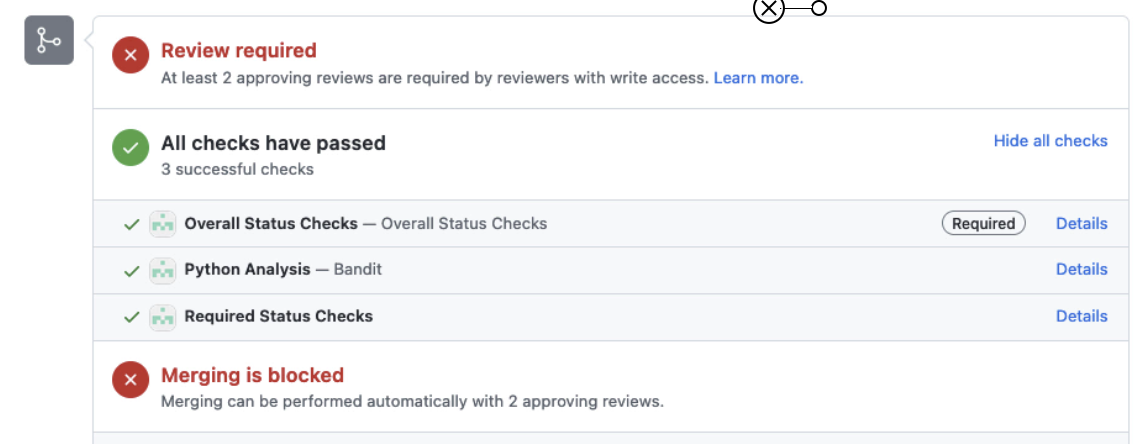 Review required
At least 2 approving reviews are required by reviewers with write access. Learn more.
All checks have passed
Hide all checks
3 successful checks
Overall Status Checks — Overall Status Checks Required Details
Python Analysis — Bandit Details
Required Status Checks Details
Merging is blocked
Merging can be performed automatically with 2 approving reviews.